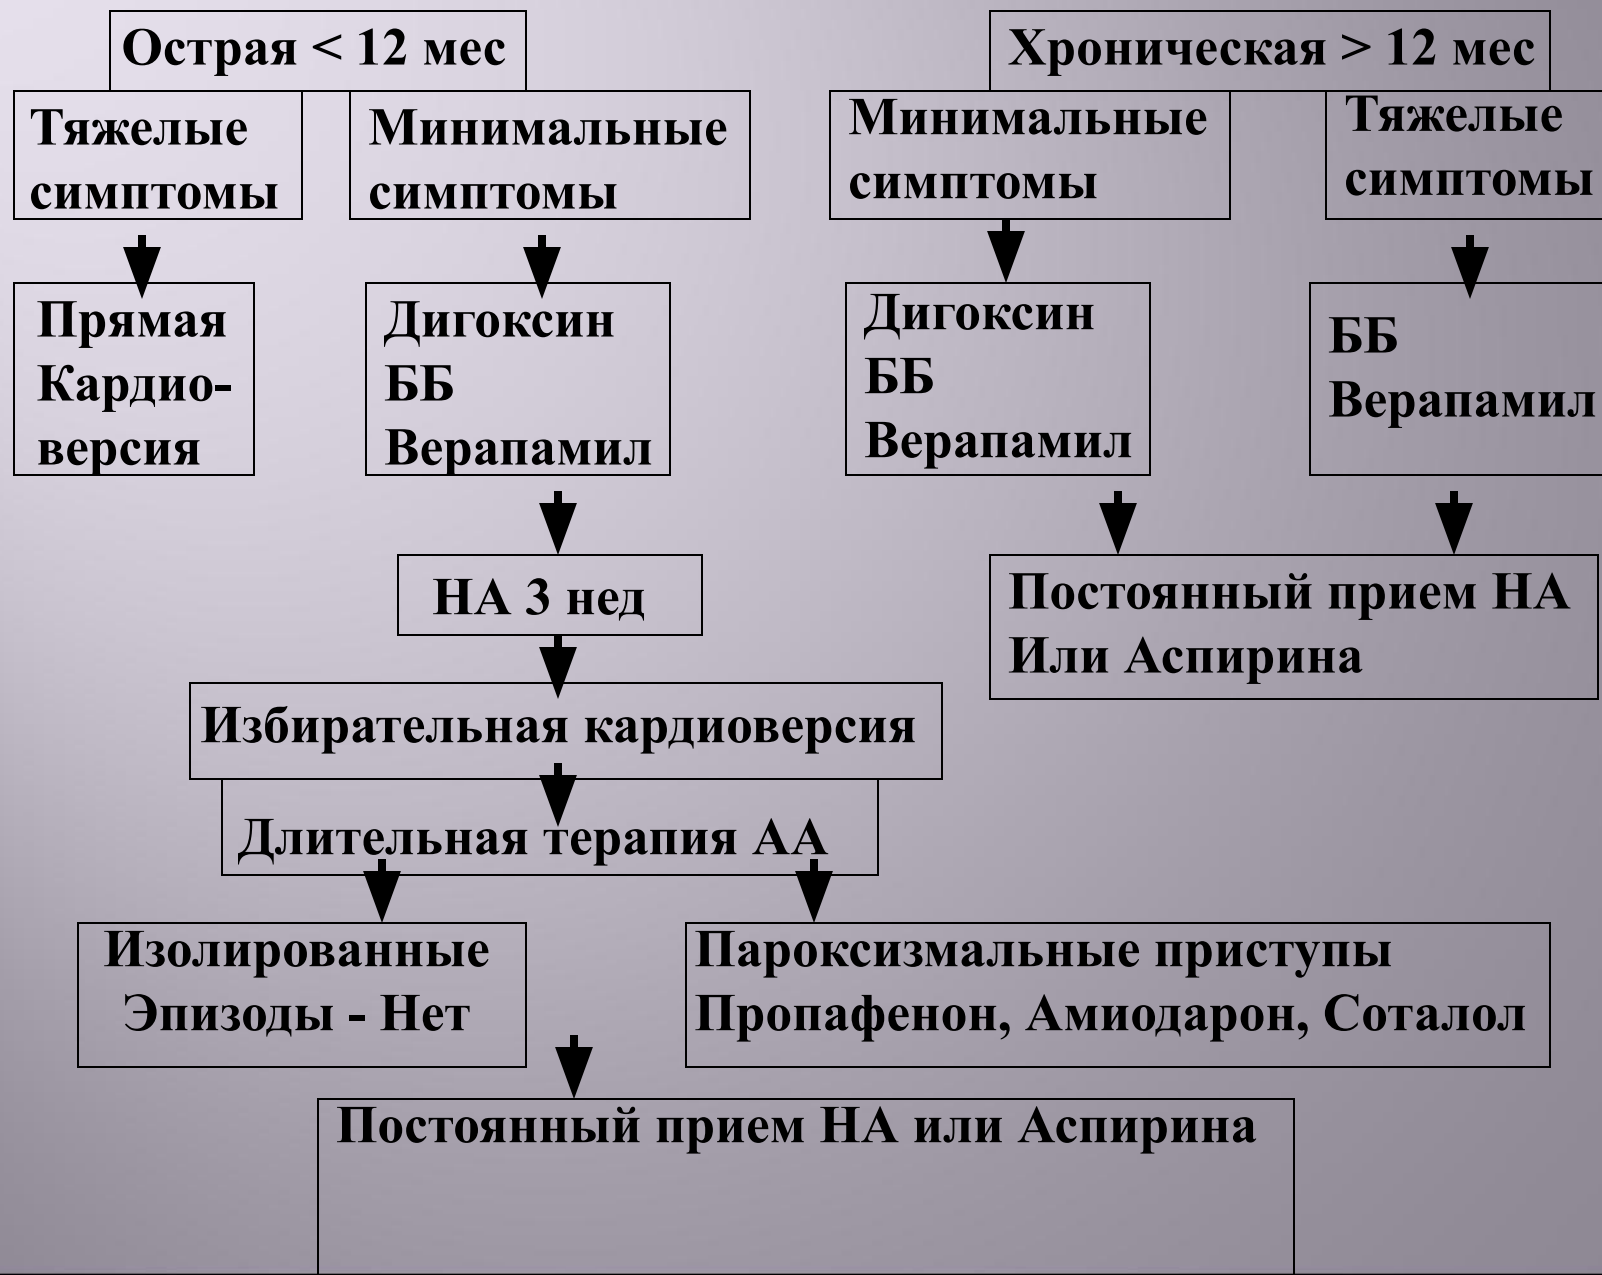 Острая < 12 мес
Хроническая > 12 мес
Тяжелые
симптомы
Минимальные
симптомы
Минимальные
симптомы
Тяжелые
симптомы
Прямая
Кардио-
версия
Дигоксин
ББ
Верапамил
Дигоксин
ББ
Верапамил
ББ
Верапамил
НА 3 нед
Постоянный прием НА
Или Аспирина
Избирательная кардиоверсия
Длительная терапия АА
Изолированные
Эпизоды - Нет
Пароксизмальные приступы
Пропафенон, Амиодарон, Соталол
Постоянный прием НА или Аспирина